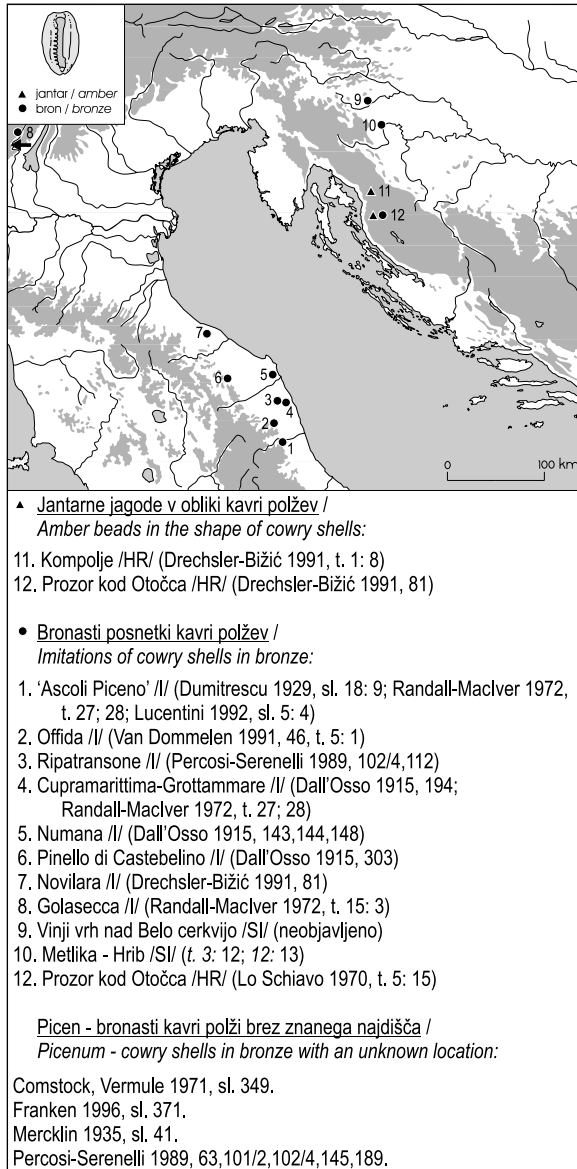 ▲ jantar / amber
● bron / bronze
8
9
10
11
12
7
6
5
3
4
2
1
0 100 km
▲ Jantarne jagode v obliki kavri polžev /
Amber beads in the shape of cowry shells:
11. Kompolje /HR/ (Drechsler-Bižić 1991, t. 1: 8)
12. Prozor kod Otočca /HR/ (Drechsler-Bižić 1991, 81)
● Bronasti posnetki kavri polžev /
Imitations of cowry shells in bronze:
1. ‘Ascoli Piceno’ /I/ (Dumitrescu 1929, sl. 18: 9; Randall-MacIver 1972,
t. 27; 28; Lucentini 1992, sl. 5: 4)
2. Offida /I/ (Van Dommelen 1991, 46, t. 5: 1)
3. Ripatransone /I/ (Percosi-Serenelli 1989, 102/4,112)
4. Cupramarittima-Grottammare /I/ (Dall’Osso 1915, 194;
Randall-MacIver 1972, t. 27; 28)
5. Numana /I/ (Dall’Osso 1915, 143,144,148)
6. Pinello di Castebelino /I/ (Dall’Osso 1915, 303)
7. Novilara /I/ (Drechsler-Bižić 1991, 81)
8. Golasecca /I/ (Randall-MacIver 1972, t. 15: 3)
9. Vinji vrh nad Belo cerkvijo /SI/ (neobjavljeno)
10. Metlika - Hrib /SI/ (t. 3: 12; 12: 13)
12. Prozor kod Otočca /HR/ (Lo Schiavo 1970, t. 5: 15)
Picen - bronasti kavri polži brez znanega najdišča /
Picenum - cowry shells in bronze with an unknown location:
Comstock, Vermule 1971, sl. 349.
Franken 1996, sl. 371.
Mercklin 1935, sl. 41.
Percosi-Serenelli 1989, 63,101/2,102/4,145,189.